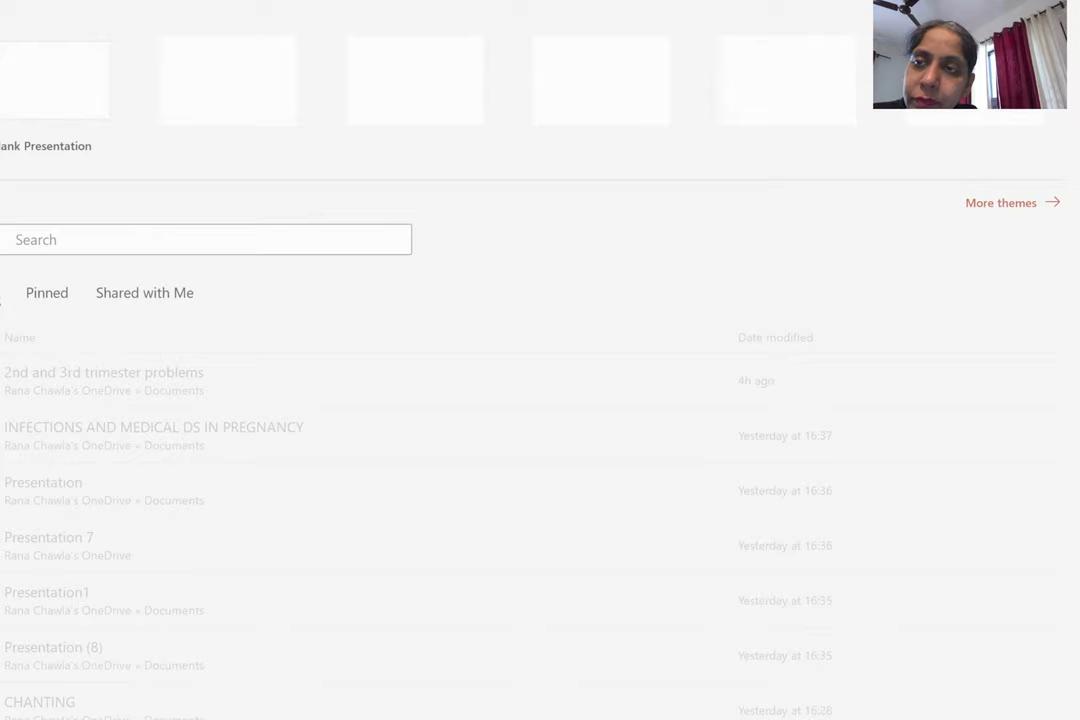 ank Presentation
More themes
Search
Pinned Shared with Me
Name Date modified
2nd and 3rd trimester problems
Rana Chawla's OneDrive » Documents
4h ago
INFECTIONS AND MEDICAL DS IN PREGNANCY
Rana Chawla's OneDrive » Documents
Yesterday at 16:37
Presentation
Rana Chawla's OneDrive » Documents
Yesterday at 16:36
Presentation 7
Rana Chawla's OneDrive
Yesterday at 16:36
Presentation1
Rana Chawla's OneDrive » Documents
Yesterday at 16:35
Presentation (8)
Rana Chawla's OneDrive » Documents
Yesterday at 16:35
CHANTING
Rana Chawla's OneDrive » Documents
Yesterday at 16:28